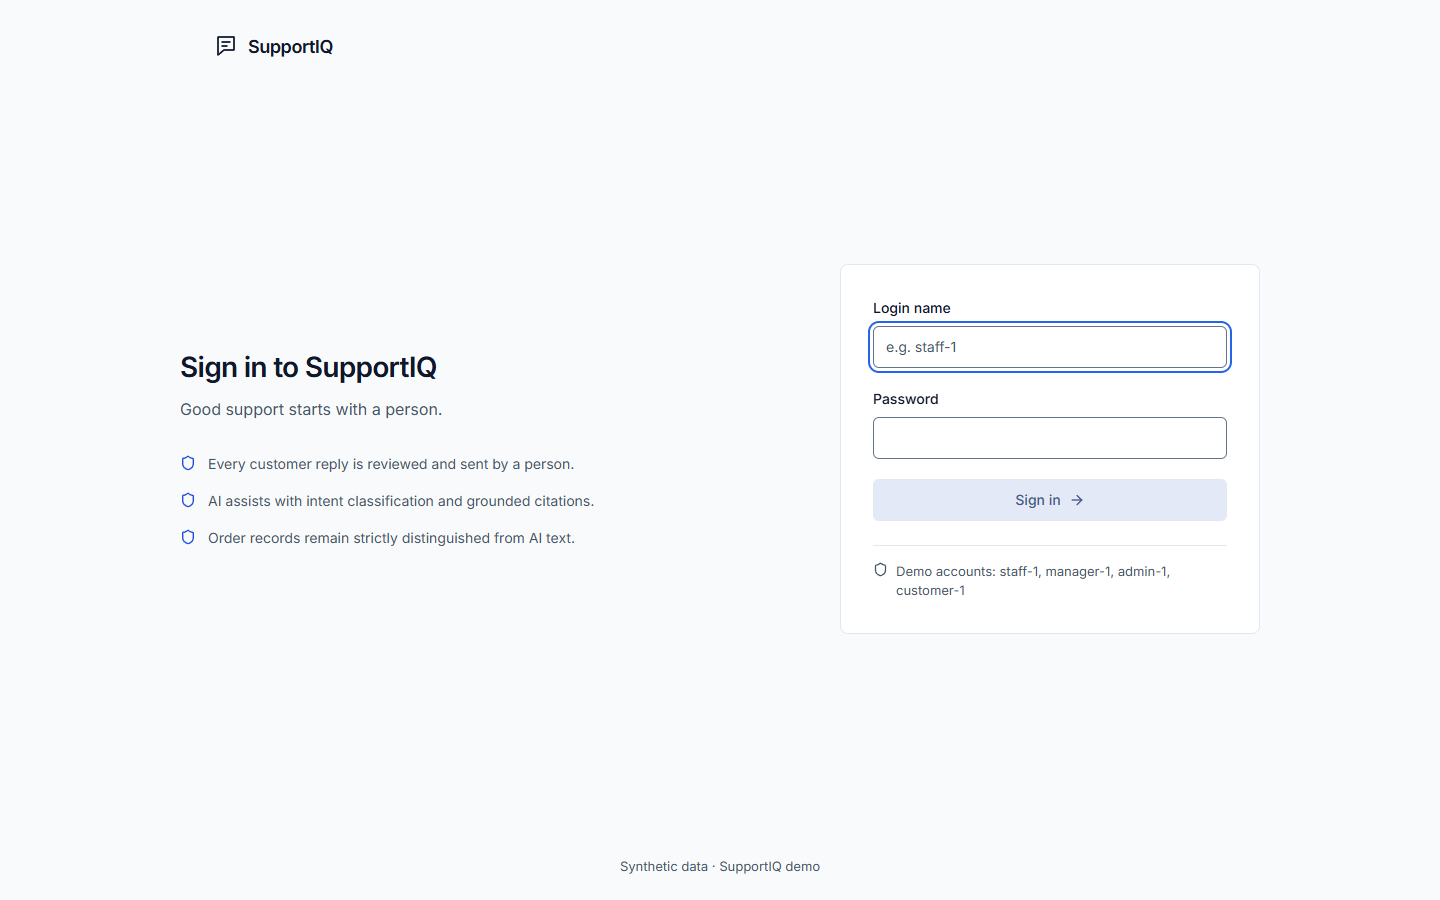 SupportIQ
Sign in to SupportIQ
Good support starts with a person.
Every customer reply is reviewed and sent by a person.
AI assists with intent classification and grounded citations.
Order records remain strictly distinguished from AI text.
Login name
e.g. staff-1
Password
Sign in
Demo accounts: staff-1, manager-1, admin-1,
customer-1
Synthetic data · SupportIQ demo